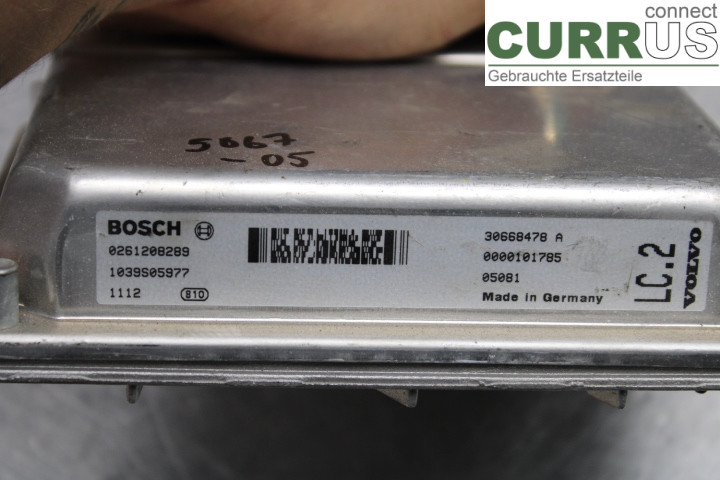 connect
CURRUS
Gebrauchte Ersatzteile
5067
-05
BOSCH
0261208289
1039S05977
1112 810
30668478 A
0000101785
05081
Made in Germany
LC.2
VOLVO